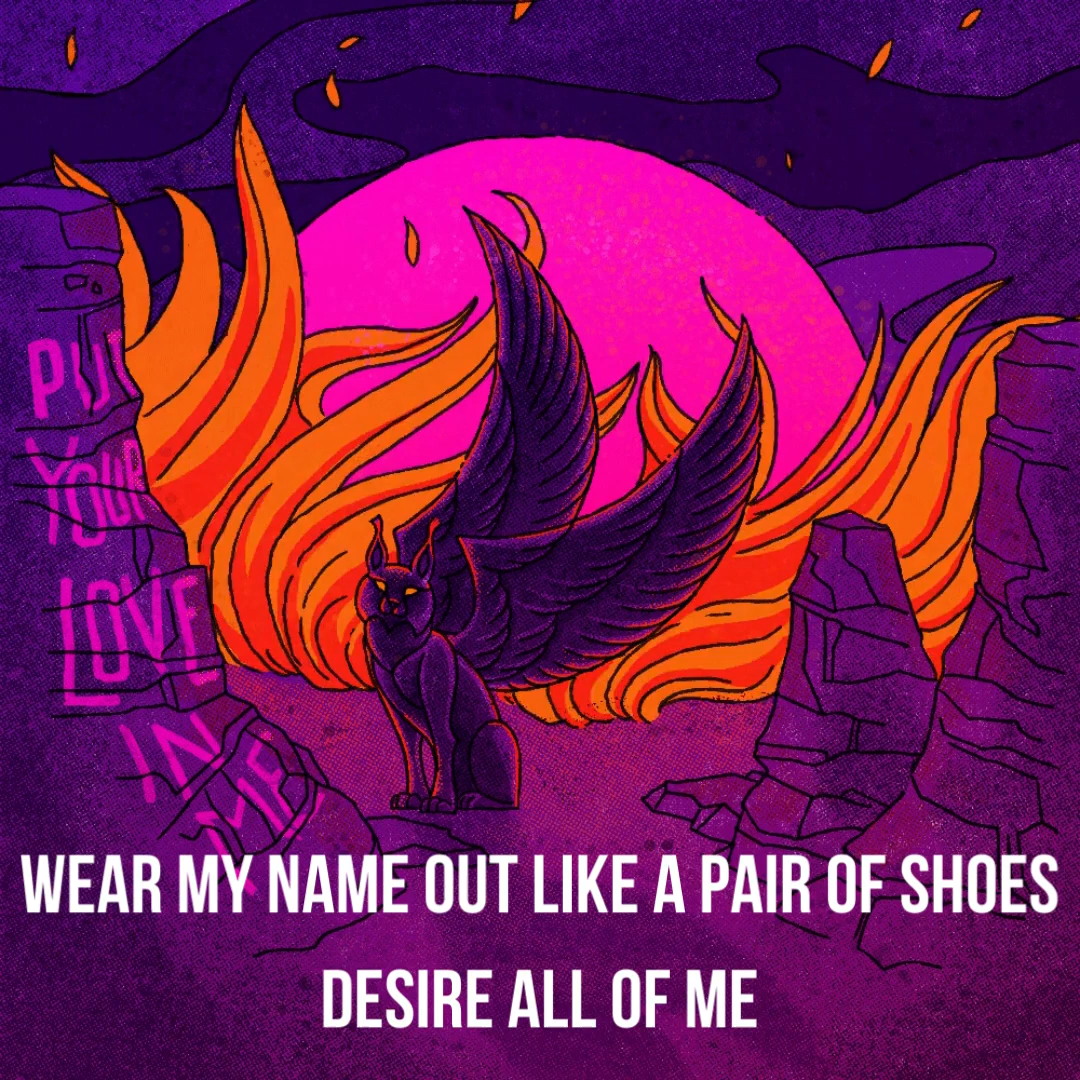 PUT
YOUR
LOVE
IN
ME
WEAR MY NAME OUT LIKE A PAIR OF SHOES
DESIRE ALL OF ME